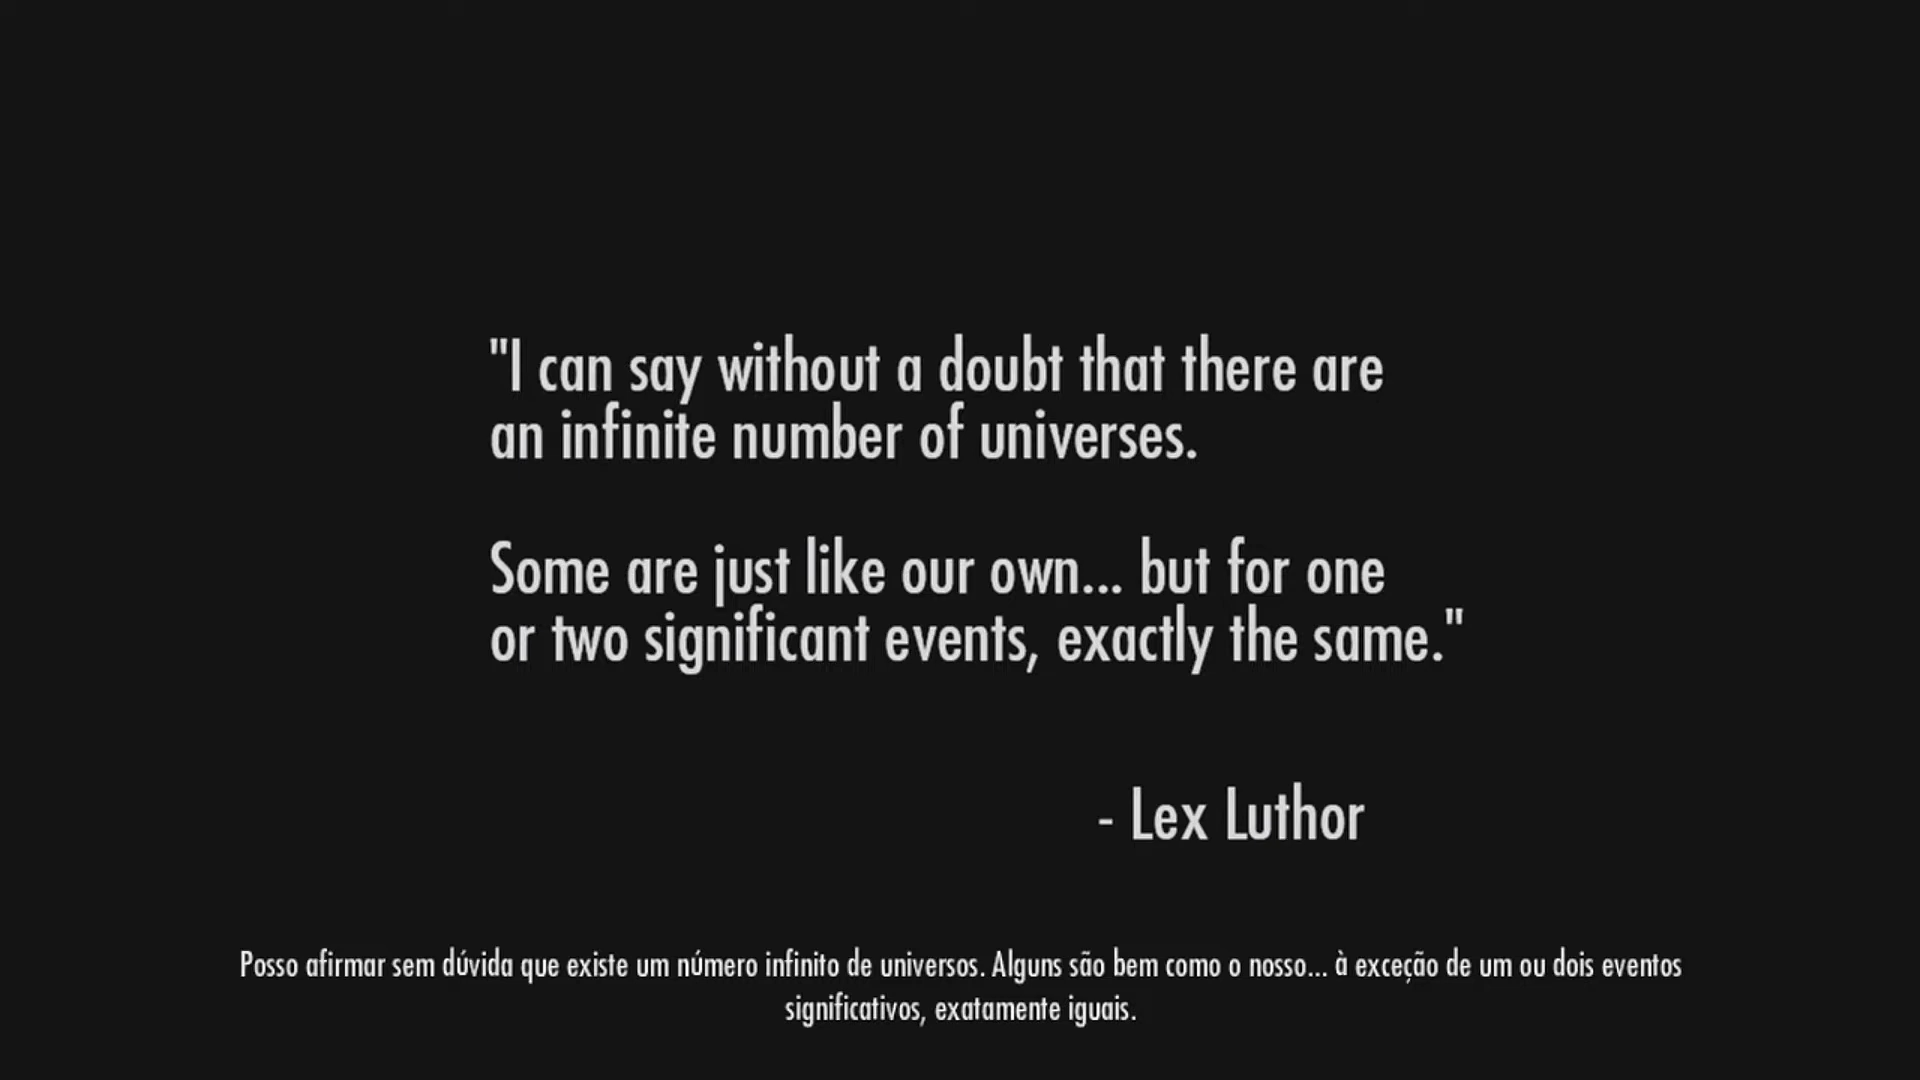 "I can say without a doubt that there are
an infinite number of universes.
Some are just like our own... but for one
or two significant events, exactly the same."
- Lex Luthor
Posso afirmar sem dúvida que existe um número infinito de universos. Alguns são bem como o nosso... à exceção de um ou dois eventos
significativos, exatamente iguais.